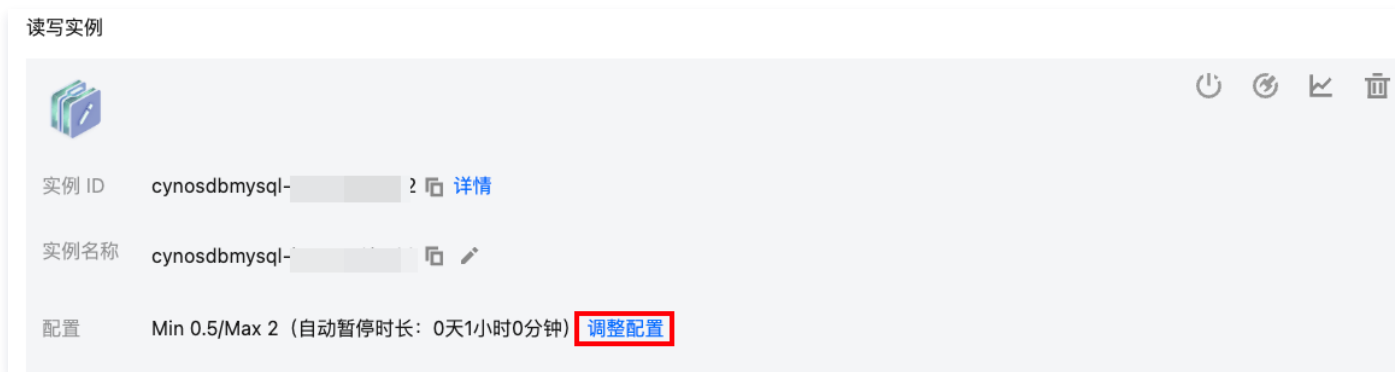 读写实例
实例 ID cynosdbmysql- 2 详情
实例名称 cynosdbmysql-
配置 Min 0.5/Max 2（自动暂停时长：0天1小时0分钟）调整配置